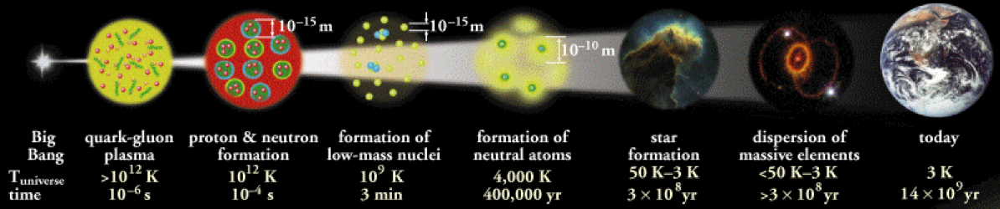 10⁻¹⁵ m
10⁻¹⁵ m
10⁻¹⁰ m
Big quark-gluon proton & neutron formation of formation of star dispersion of today
Bang plasma formation low-mass nuclei neutral atoms formation massive elements
T_universe >10¹² K 10¹² K 10⁹ K 4,000 K 50 K–3 K <50 K–3 K 3 K
time 10⁻⁶ s 10⁻⁴ s 3 min 400,000 yr 3 × 10⁸ yr >3 × 10⁸ yr 14 × 10⁹ yr